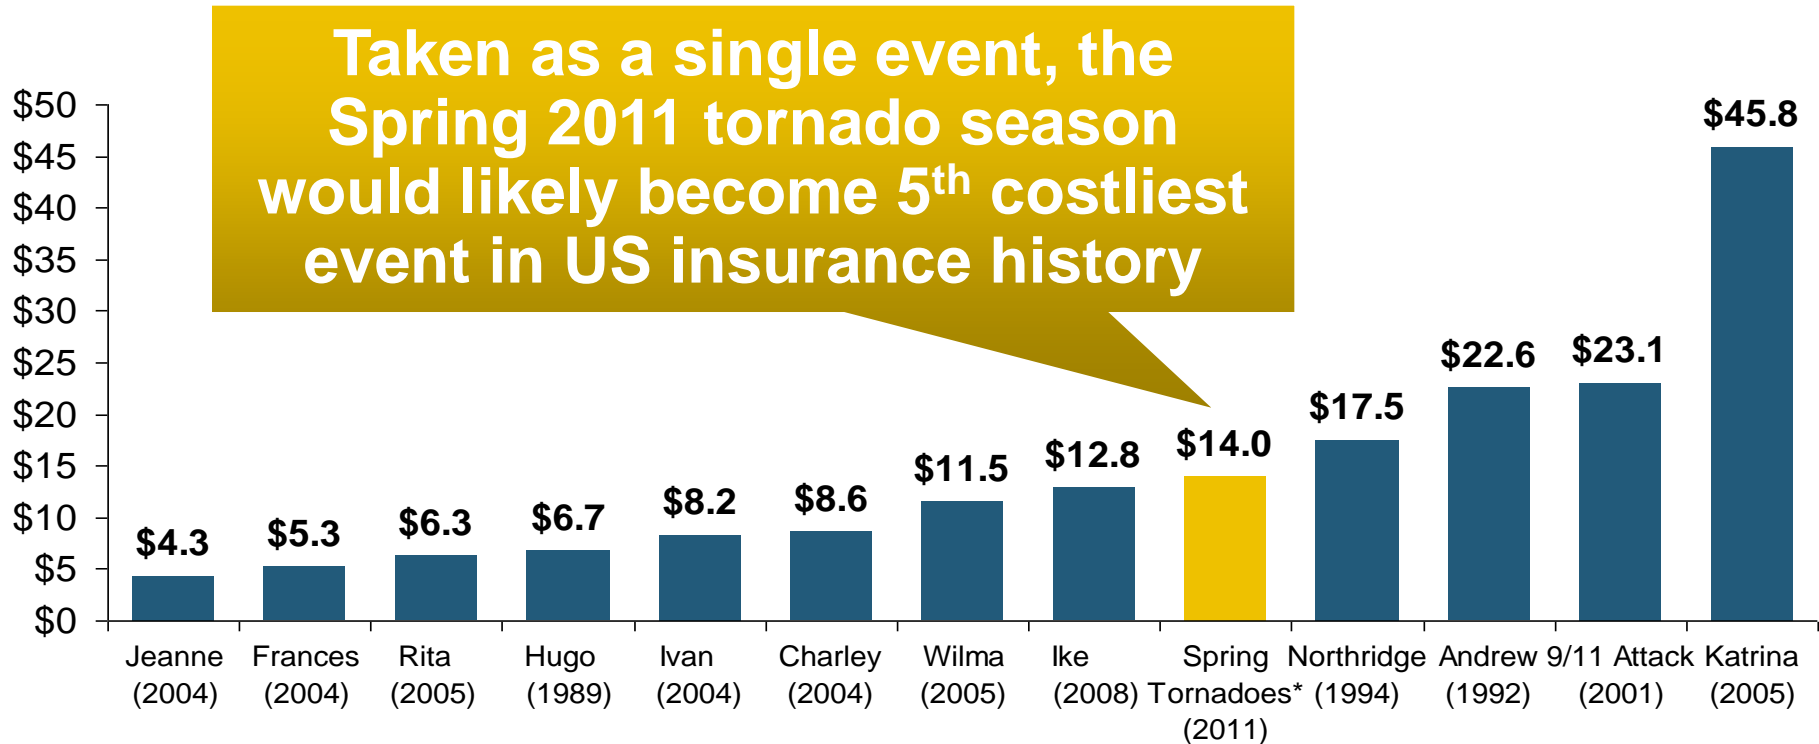 Taken as a single event, the
Spring 2011 tornado season
would likely become 5th costliest
event in US insurance history
$50
$45
$40
$35
$30
$25
$20
$15
$10
$5
$0
$4.3
$5.3
$6.3
$6.7
$8.2
$8.6
$11.5
$12.8
$14.0
$17.5
$22.6
$23.1
$45.8
Jeanne
(2004)
Frances
(2004)
Rita
(2005)
Hugo
(1989)
Ivan
(2004)
Charley
(2004)
Wilma
(2005)
Ike
(2008)
Spring
Tornadoes*
(2011)
Northridge
(1994)
Andrew
(1992)
9/11 Attack
(2001)
Katrina
(2005)